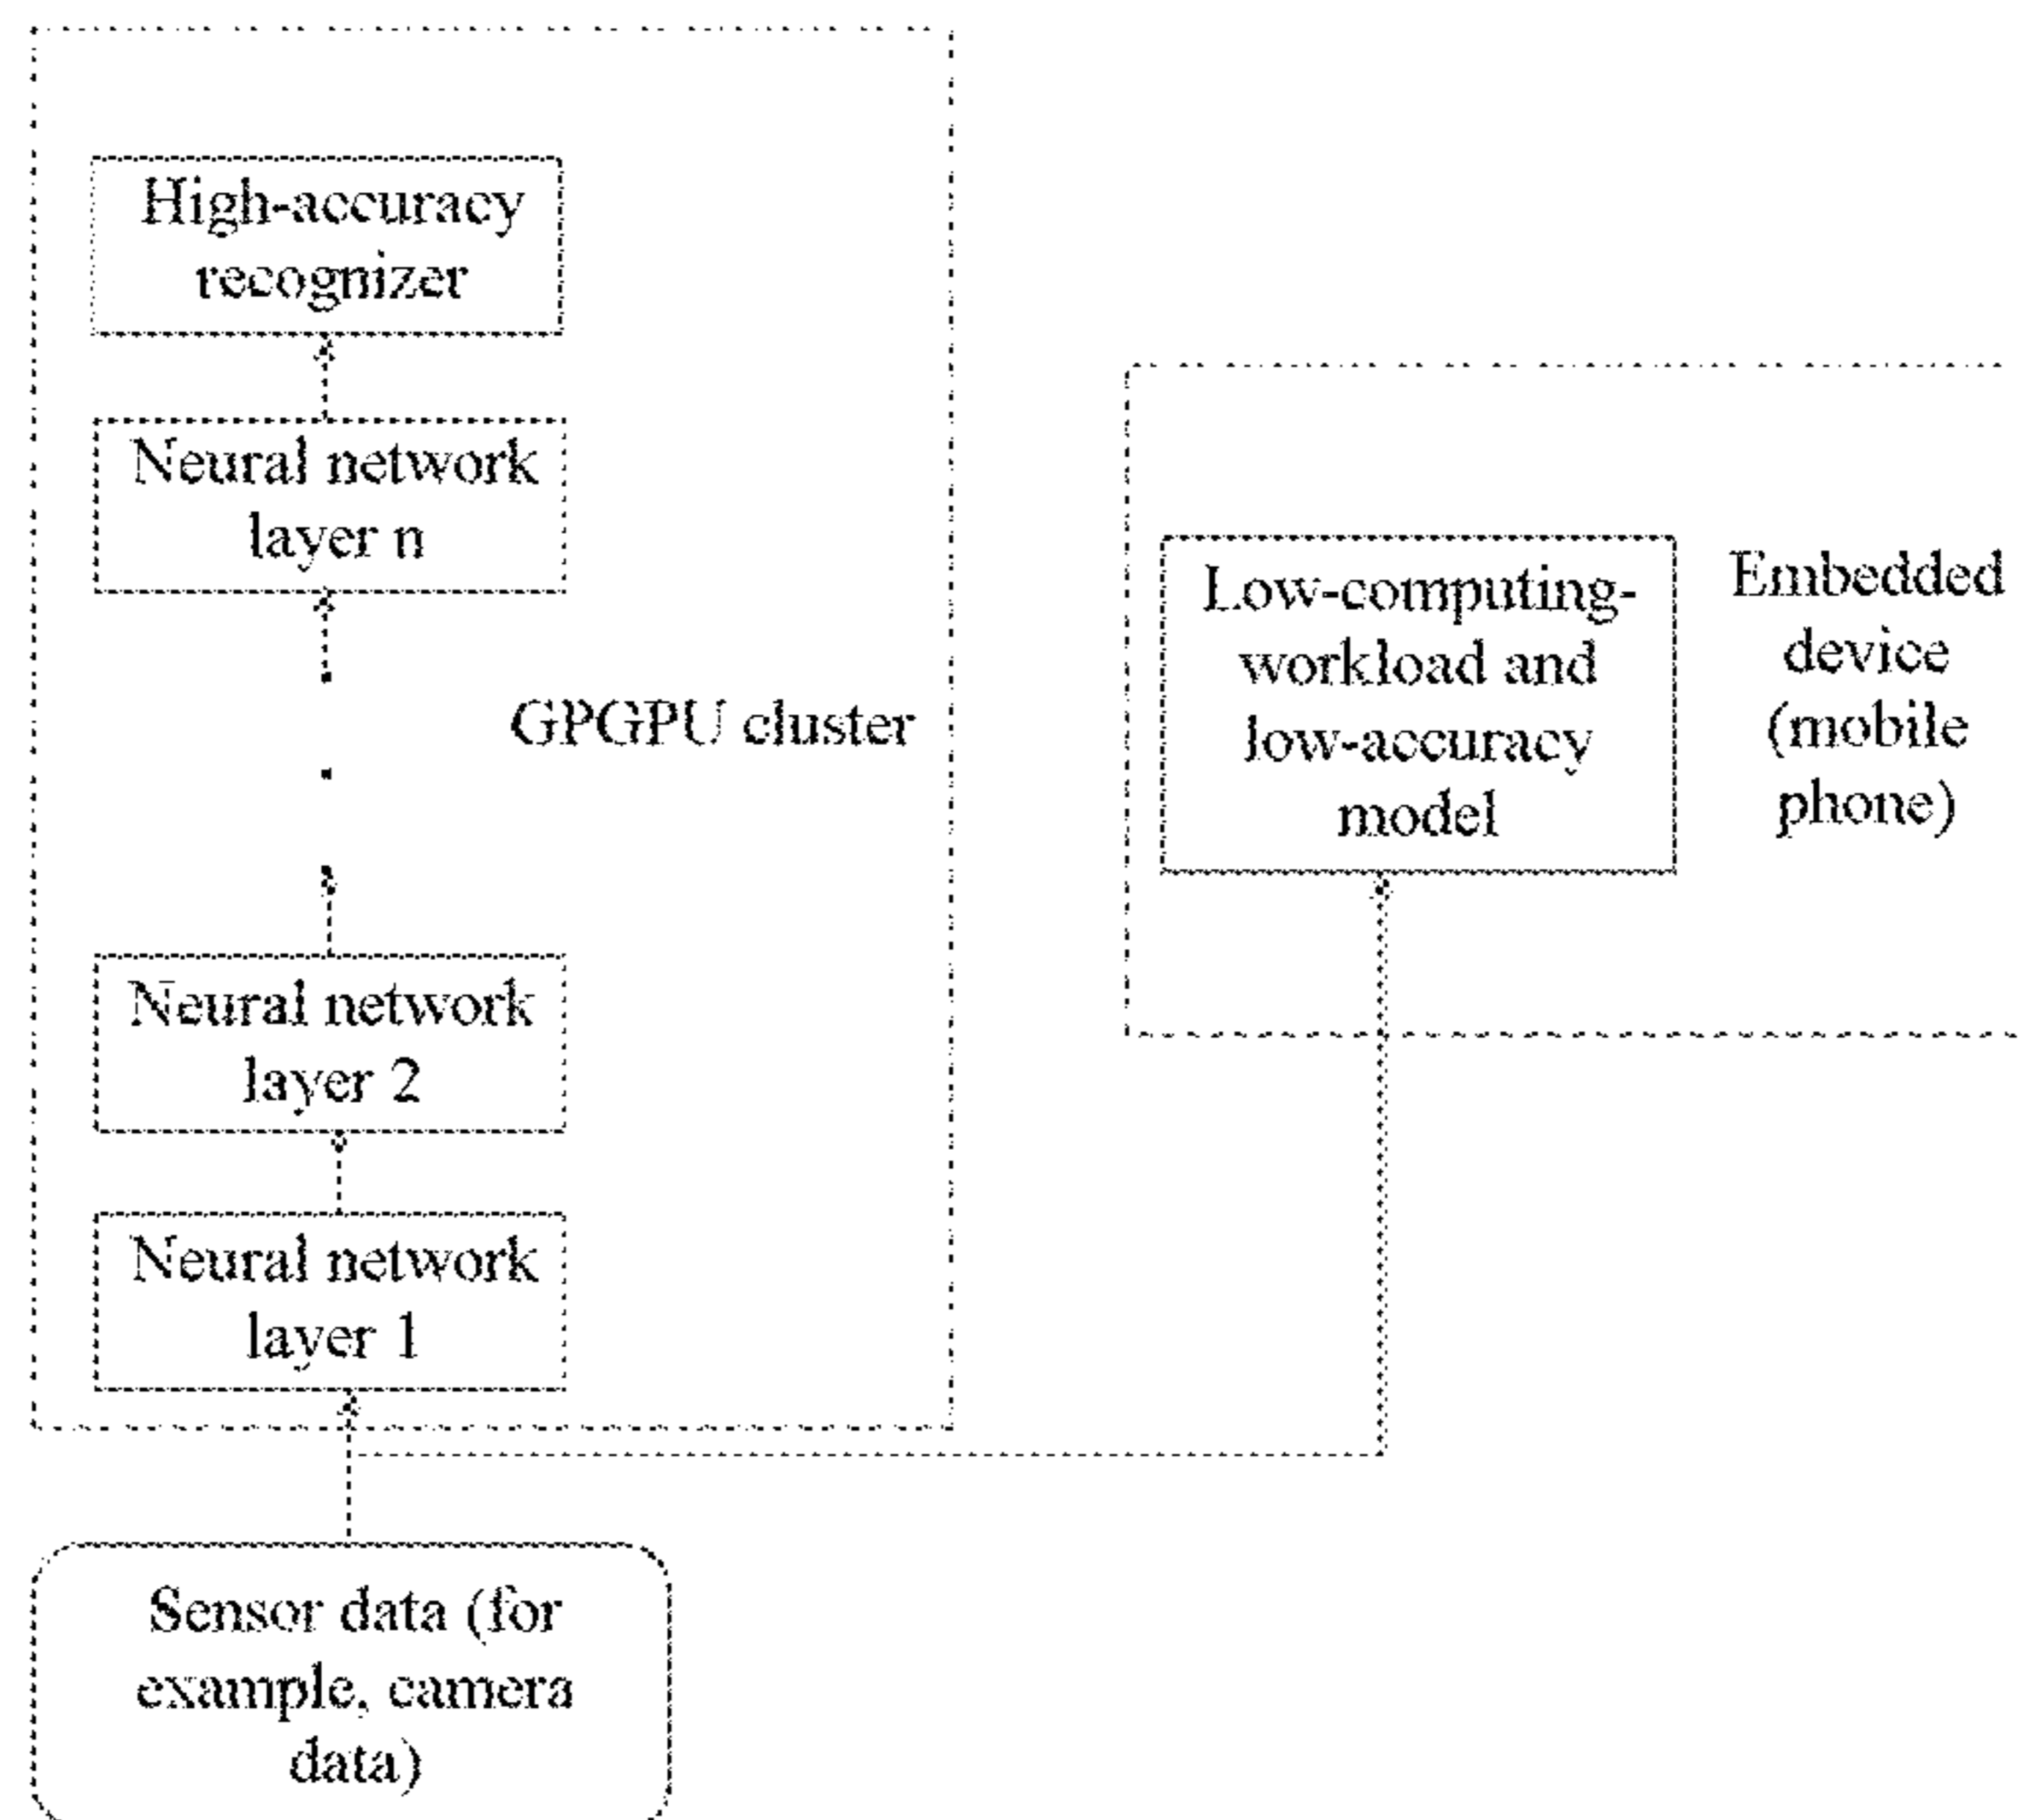 High-accuracy
recognizer
Neural network
layer n
GPGPU cluster
Neural network
layer 2
Neural network
layer 1
Sensor data (for
example, camera
data)
Low-computing-
workload and
low-accuracy
model
Embedded
device
(mobile
phone)